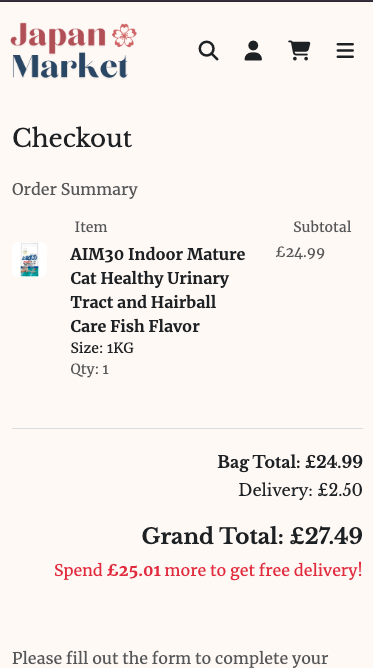 Japan
Market
Checkout
Order Summary
Item Subtotal
AIM30 Indoor Mature £24.99
Cat Healthy Urinary
Tract and Hairball
Care Fish Flavor
Size: 1KG
Qty: 1
Bag Total: £24.99
Delivery: £2.50
Grand Total: £27.49
Spend £25.01 more to get free delivery!
Please fill out the form to complete your